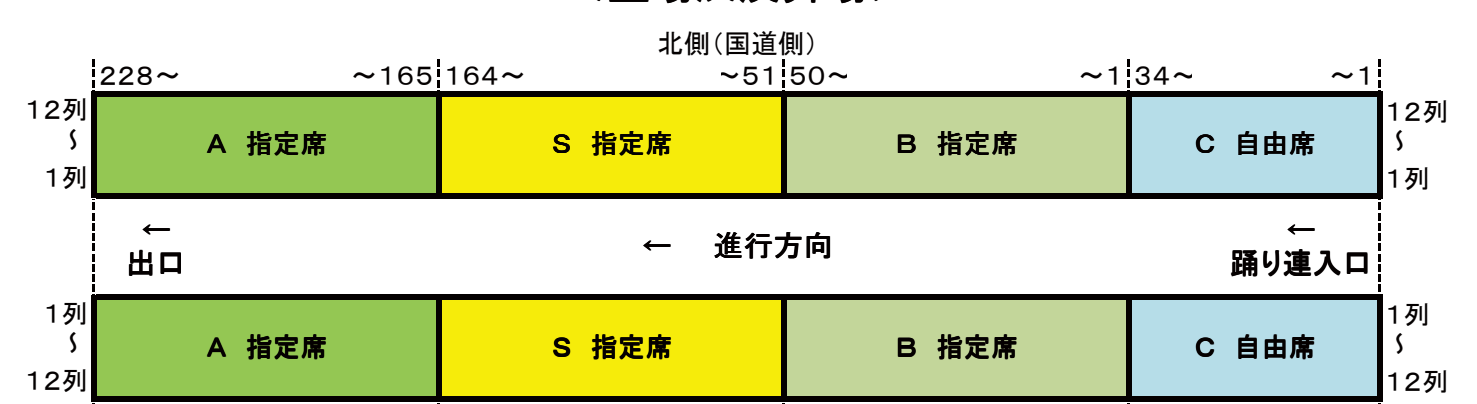 北側（国道側）
228～ ～165 164～ ～51 50～ ～1 34～ ～1
12列 12列
～ ～
1列 1列
A 指定席 S 指定席 B 指定席 C 自由席
← ← 進行方向 ←
出口 踊り連入口
1列 1列
～ ～
12列 12列
A 指定席 S 指定席 B 指定席 C 自由席